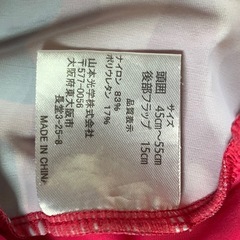 サイズ
頭囲 45cm～55cm
後部フラップ 15cm
品質表示
ナイロン 83%
ポリウレタン 17%
山本光学株式会社
〒577-0056
大阪府東大阪市
長堂3-25-8
MADE IN CHINA